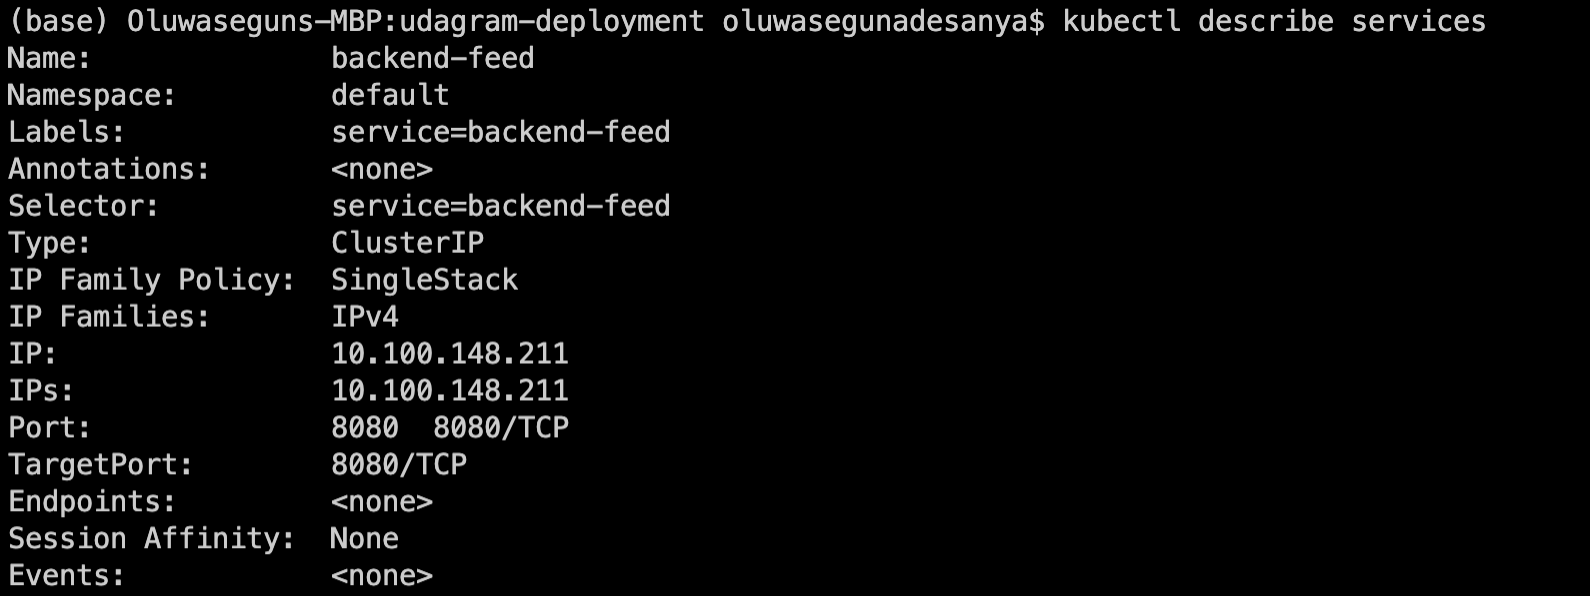 (base) Oluwaseguns-MBP:udagram-deployment oluwasegunadesanya$ kubectl describe services
Name:              backend-feed
Namespace:         default
Labels:            service=backend-feed
Annotations:       <none>
Selector:          service=backend-feed
Type:              ClusterIP
IP Family Policy:  SingleStack
IP Families:       IPv4
IP:                10.100.148.211
IPs:               10.100.148.211
Port:              8080  8080/TCP
TargetPort:        8080/TCP
Endpoints:         <none>
Session Affinity:  None
Events:            <none>